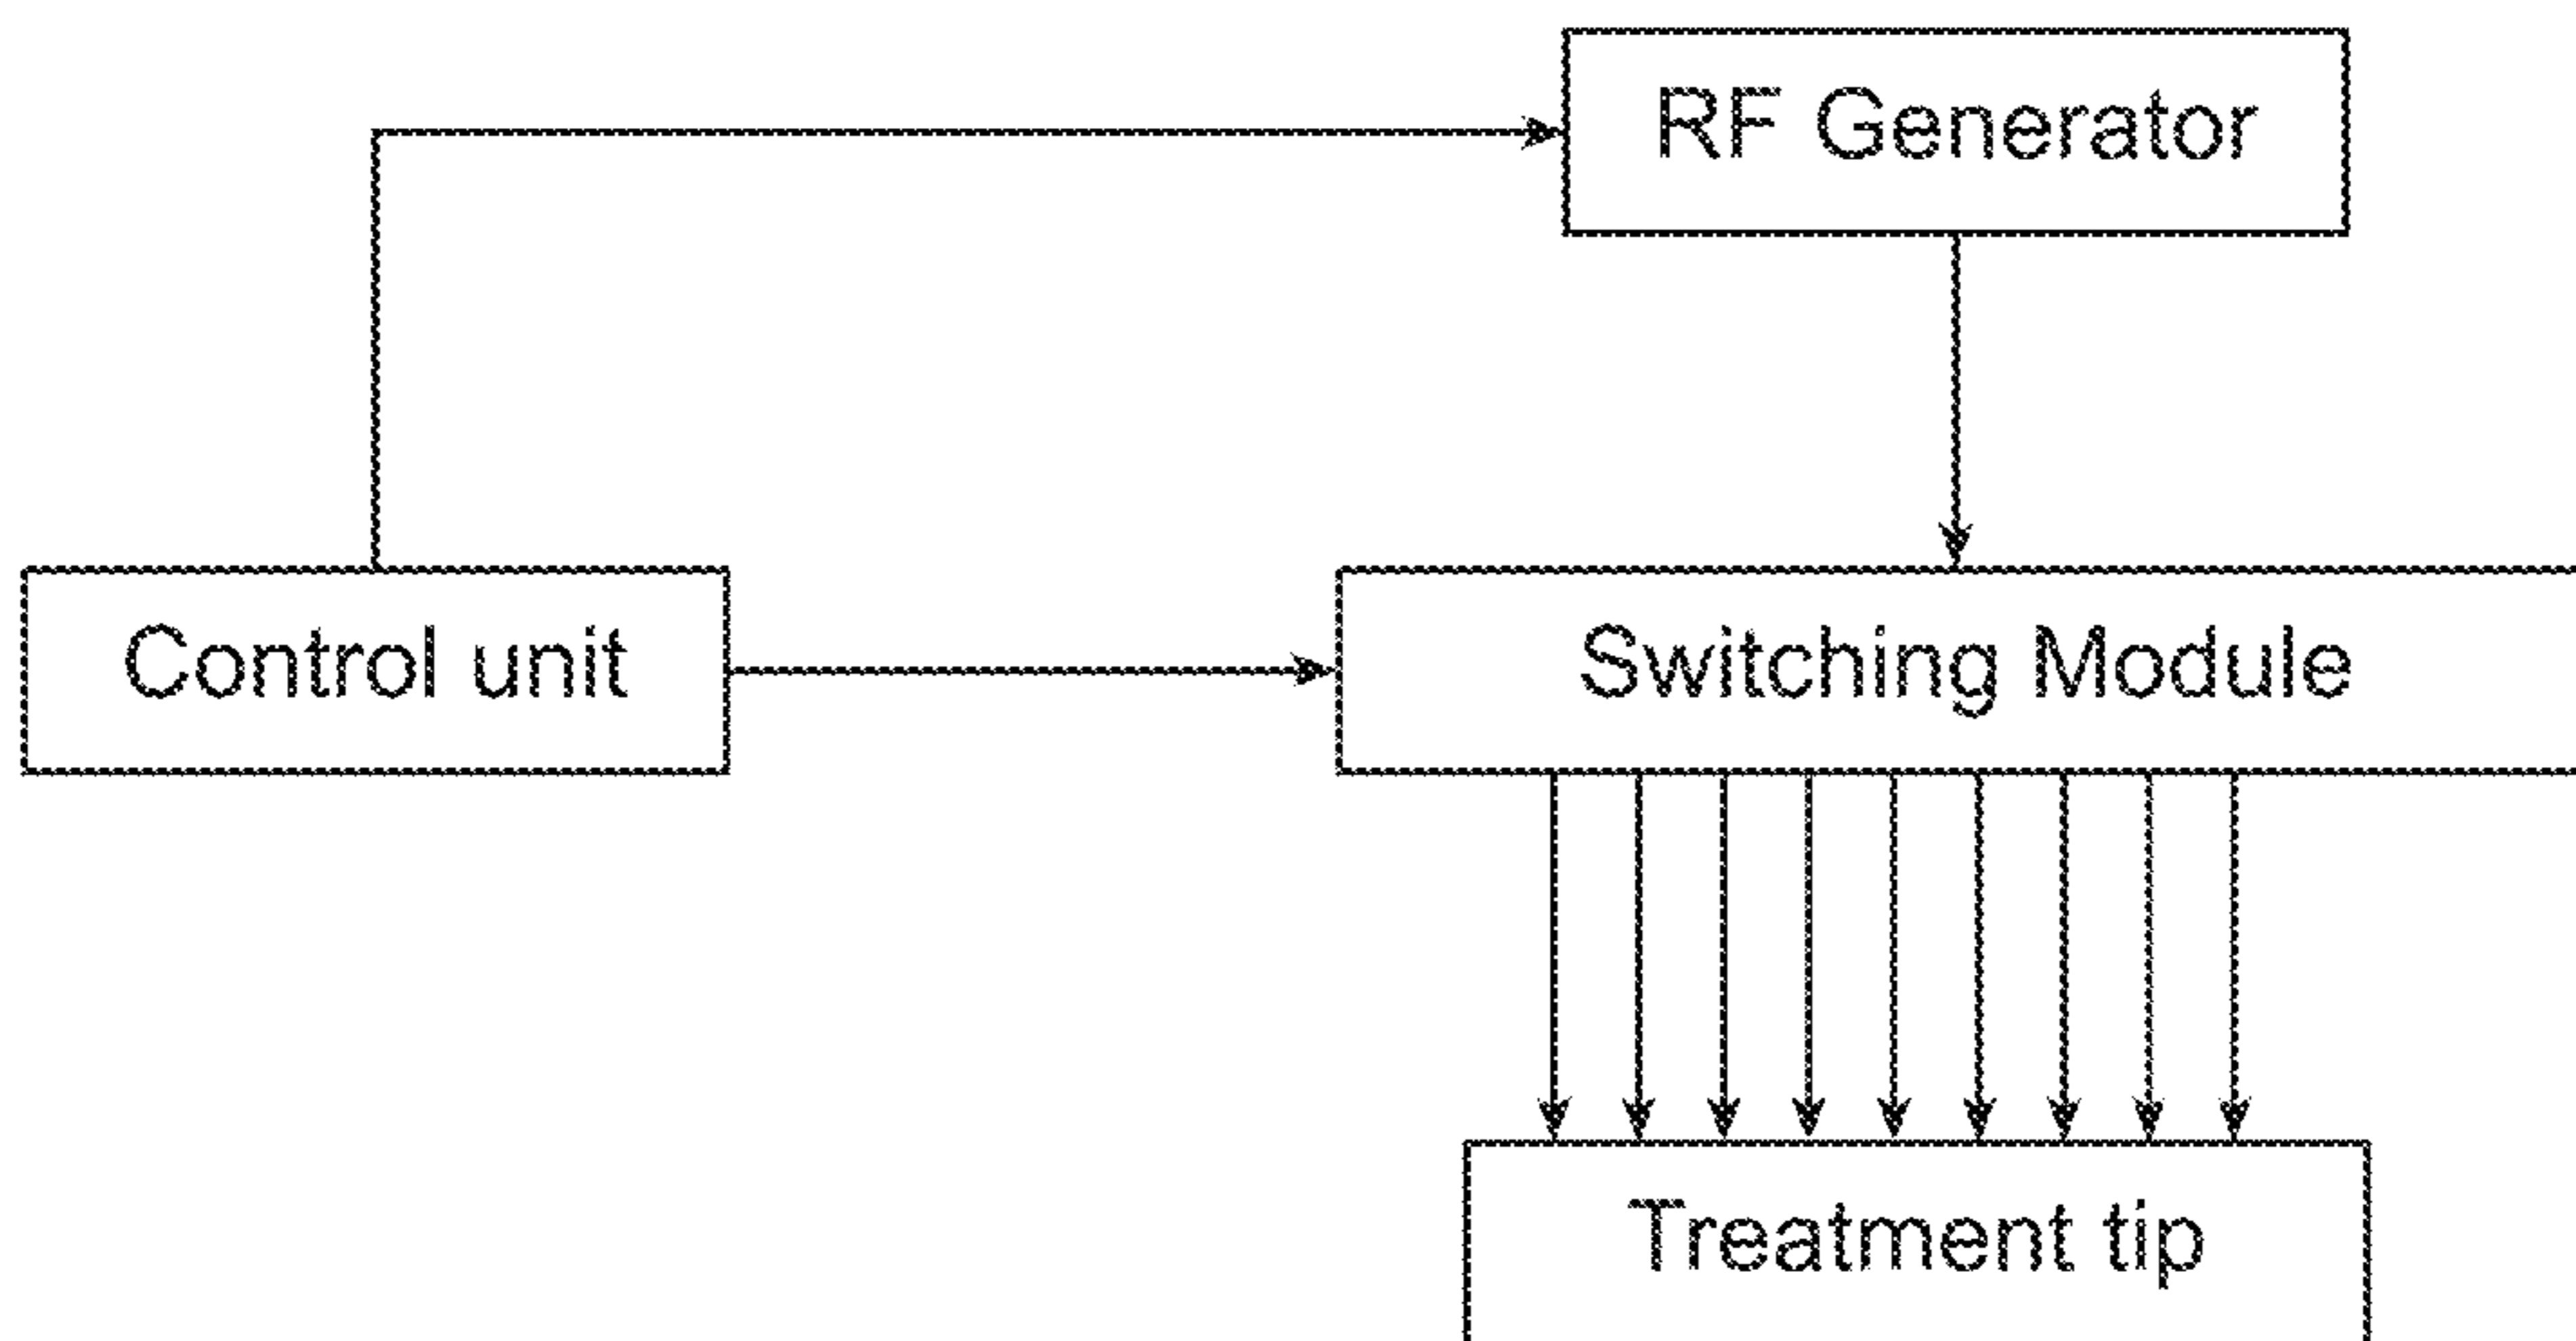 RF Generator
Control unit
Switching Module
Treatment tip